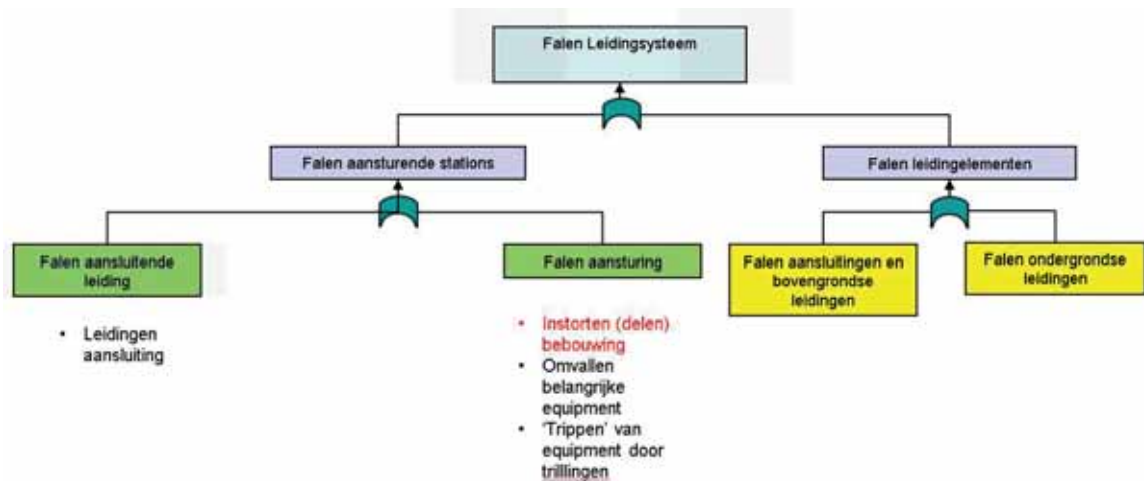 Falen Leidingsysteem
Falen aansturende stations
Falen leidingelementen
Falen aansluitende
leiding
Falen aansturing
Falen aansluitingen en
bovengrondse
leidingen
Falen ondergrondse
leidingen
• Leidingen
aansluiting
• Instorten (delen)
bebouwing
• Omvallen
belangrijke
equipment
• 'Trippen' van
equipment door
trilllingen